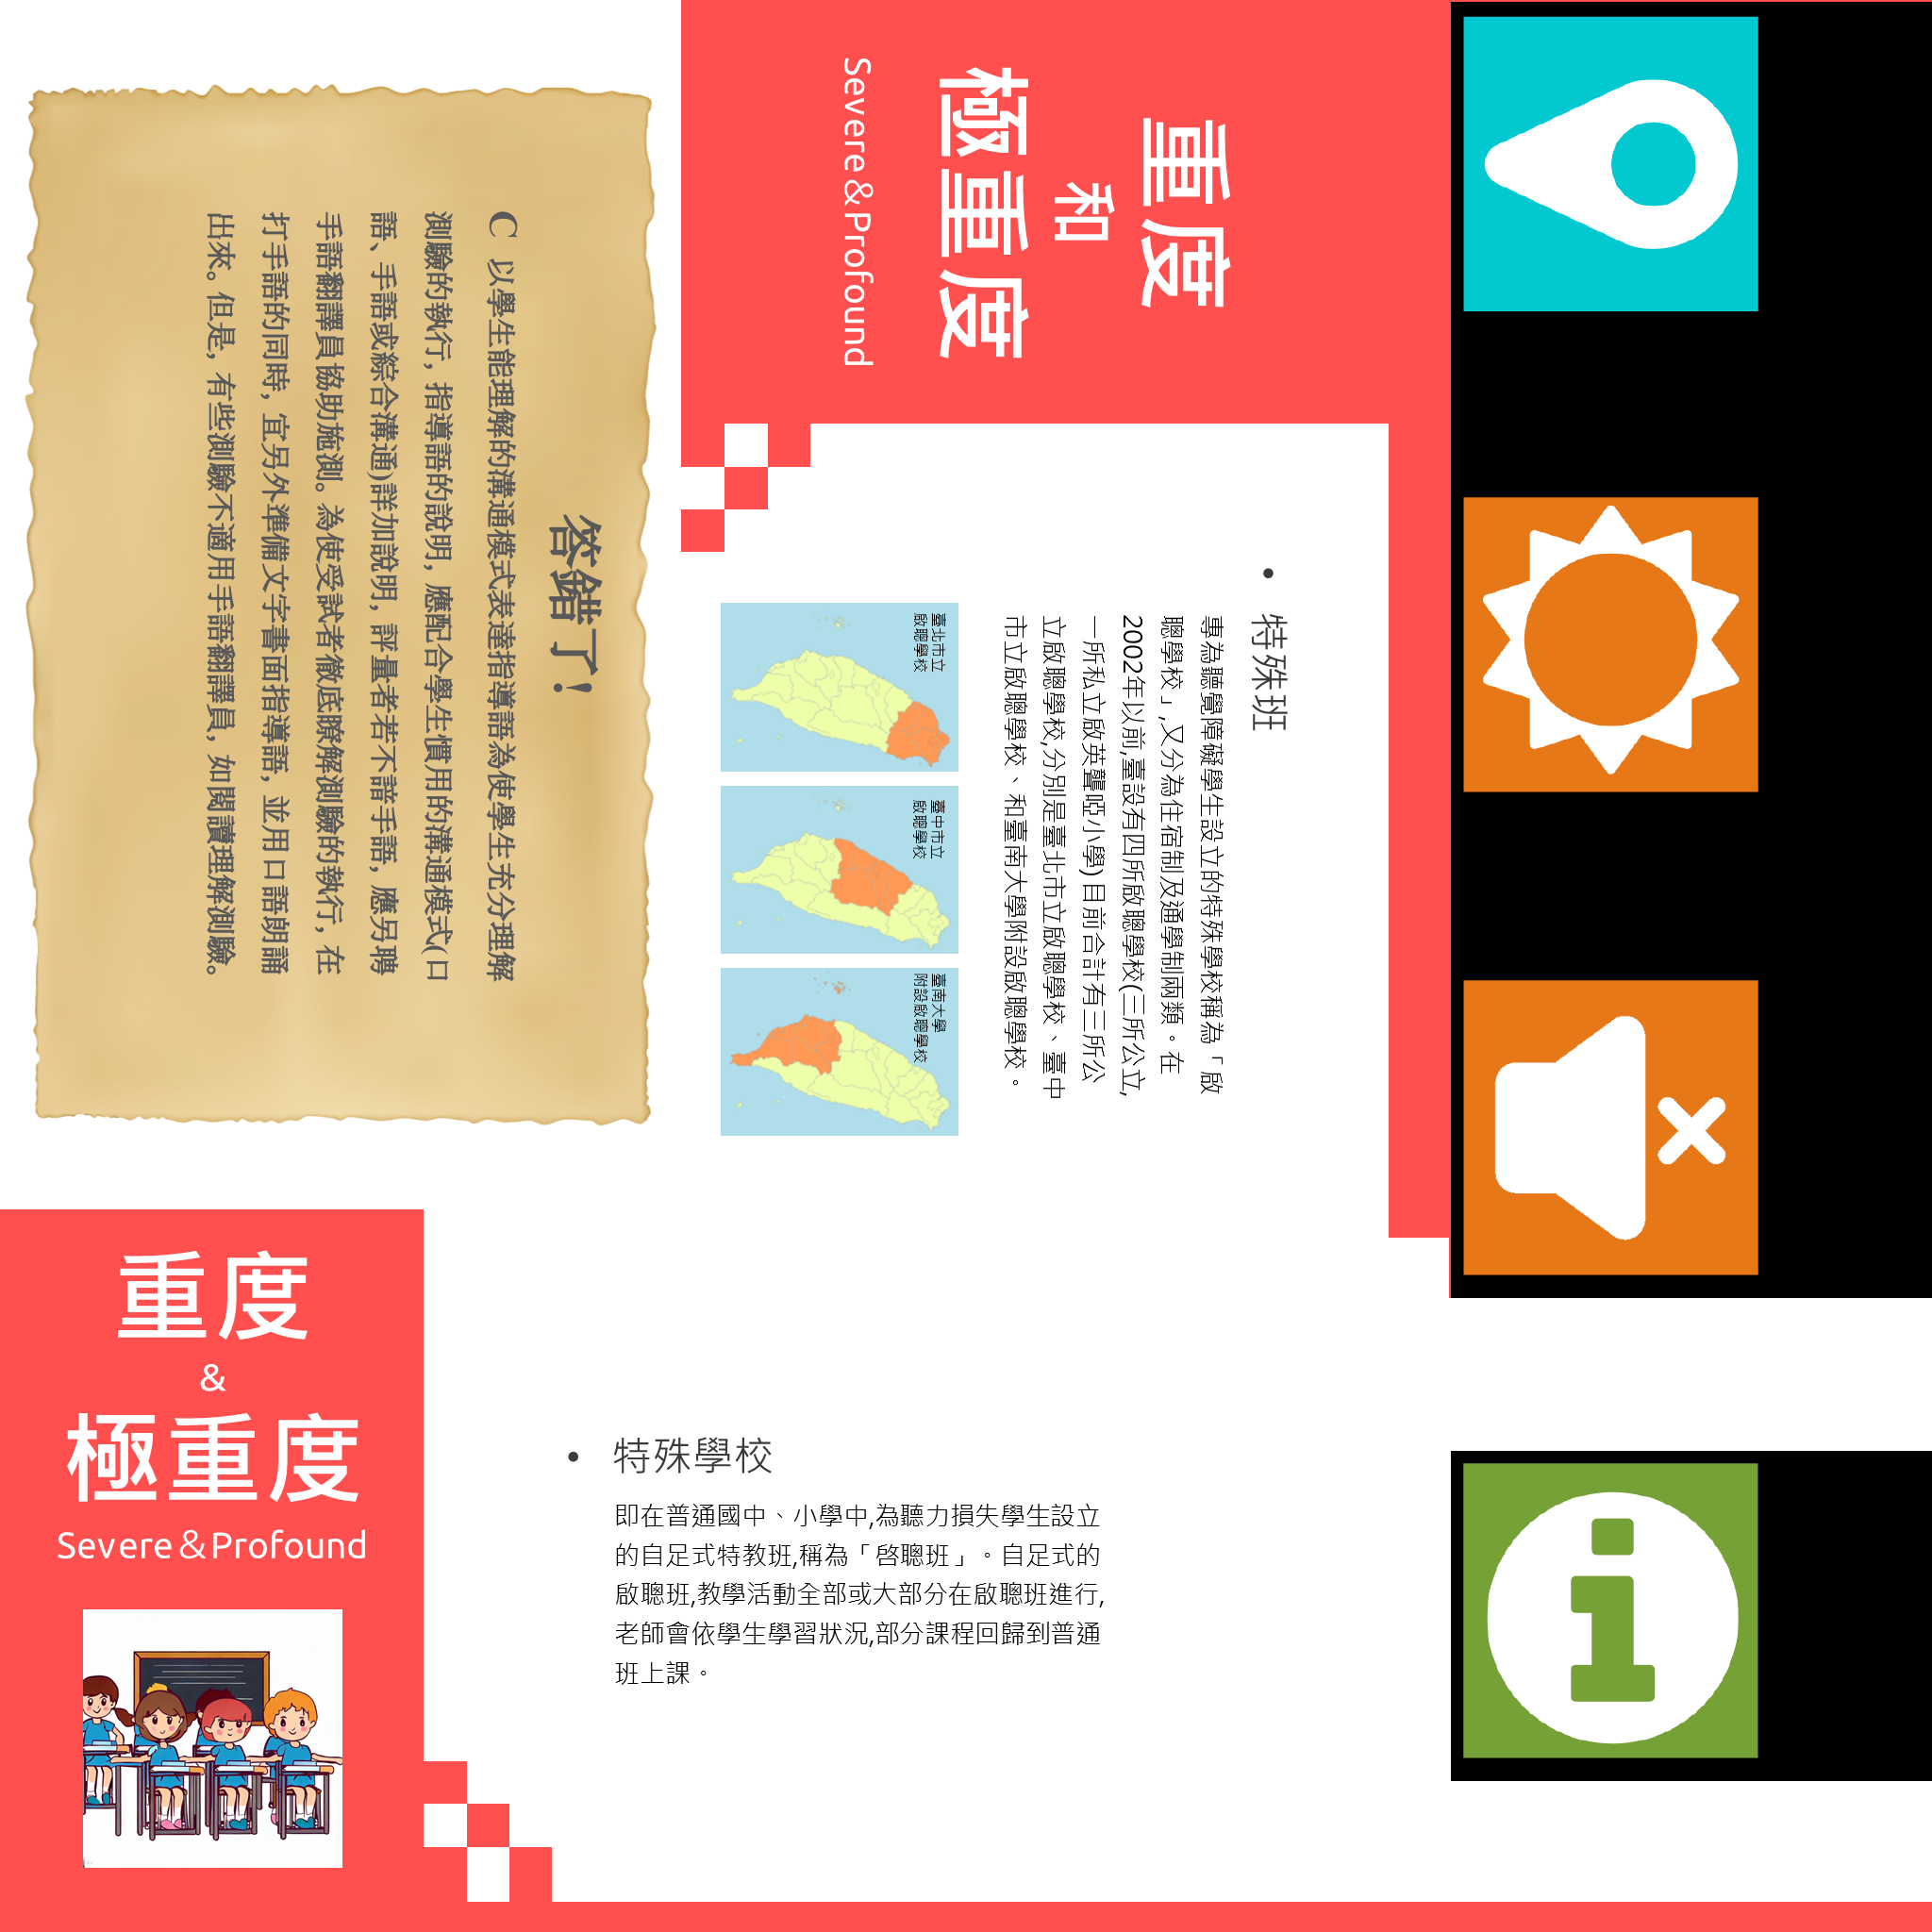 答錯了!
C 以學生能理解的溝通模式表達指導語為使學生充分理解
測驗的執行，指導語的說明，應配合學生慣用的溝通模式(口
語、手語或綜合溝通)詳加說明，評量者若不諳手語，應另聘
手語翻譯員協助施測。為使受試者徹底瞭解測驗的執行，在
打手語的同時，宜另外準備文字書面指導語，並用口語朗誦
出來。但是，有些測驗不適用手語翻譯員，如閱讀理解測驗。
重度
和
極重度
Severe&Profound
• 特殊班
專為聽覺障礙學生設立的特殊學校稱為「啟
聰學校」,又分為住宿制及通學制兩類。在
2002年以前,臺設有四所啟聰學校(三所公立,
一所私立啟英聾啞小學)目前合計有三所公
立啟聰學校,分別是臺北市立啟聰學校、臺中
市立啟聰學校、和臺南大學附設啟聰學校。
臺北市立
啟聰學校
臺中市立
啟聰學校
臺南大學
附設啟聰學校
重度
&
極重度
Severe&Profound
• 特殊學校
即在普通國中、小學中,為聽力損失學生設立
的自足式特教班,稱為「啓聰班」。自足式的
啟聰班,教學活動全部或大部分在啟聰班進行,
老師會依學生學習狀況,部分課程回歸到普通
班上課。